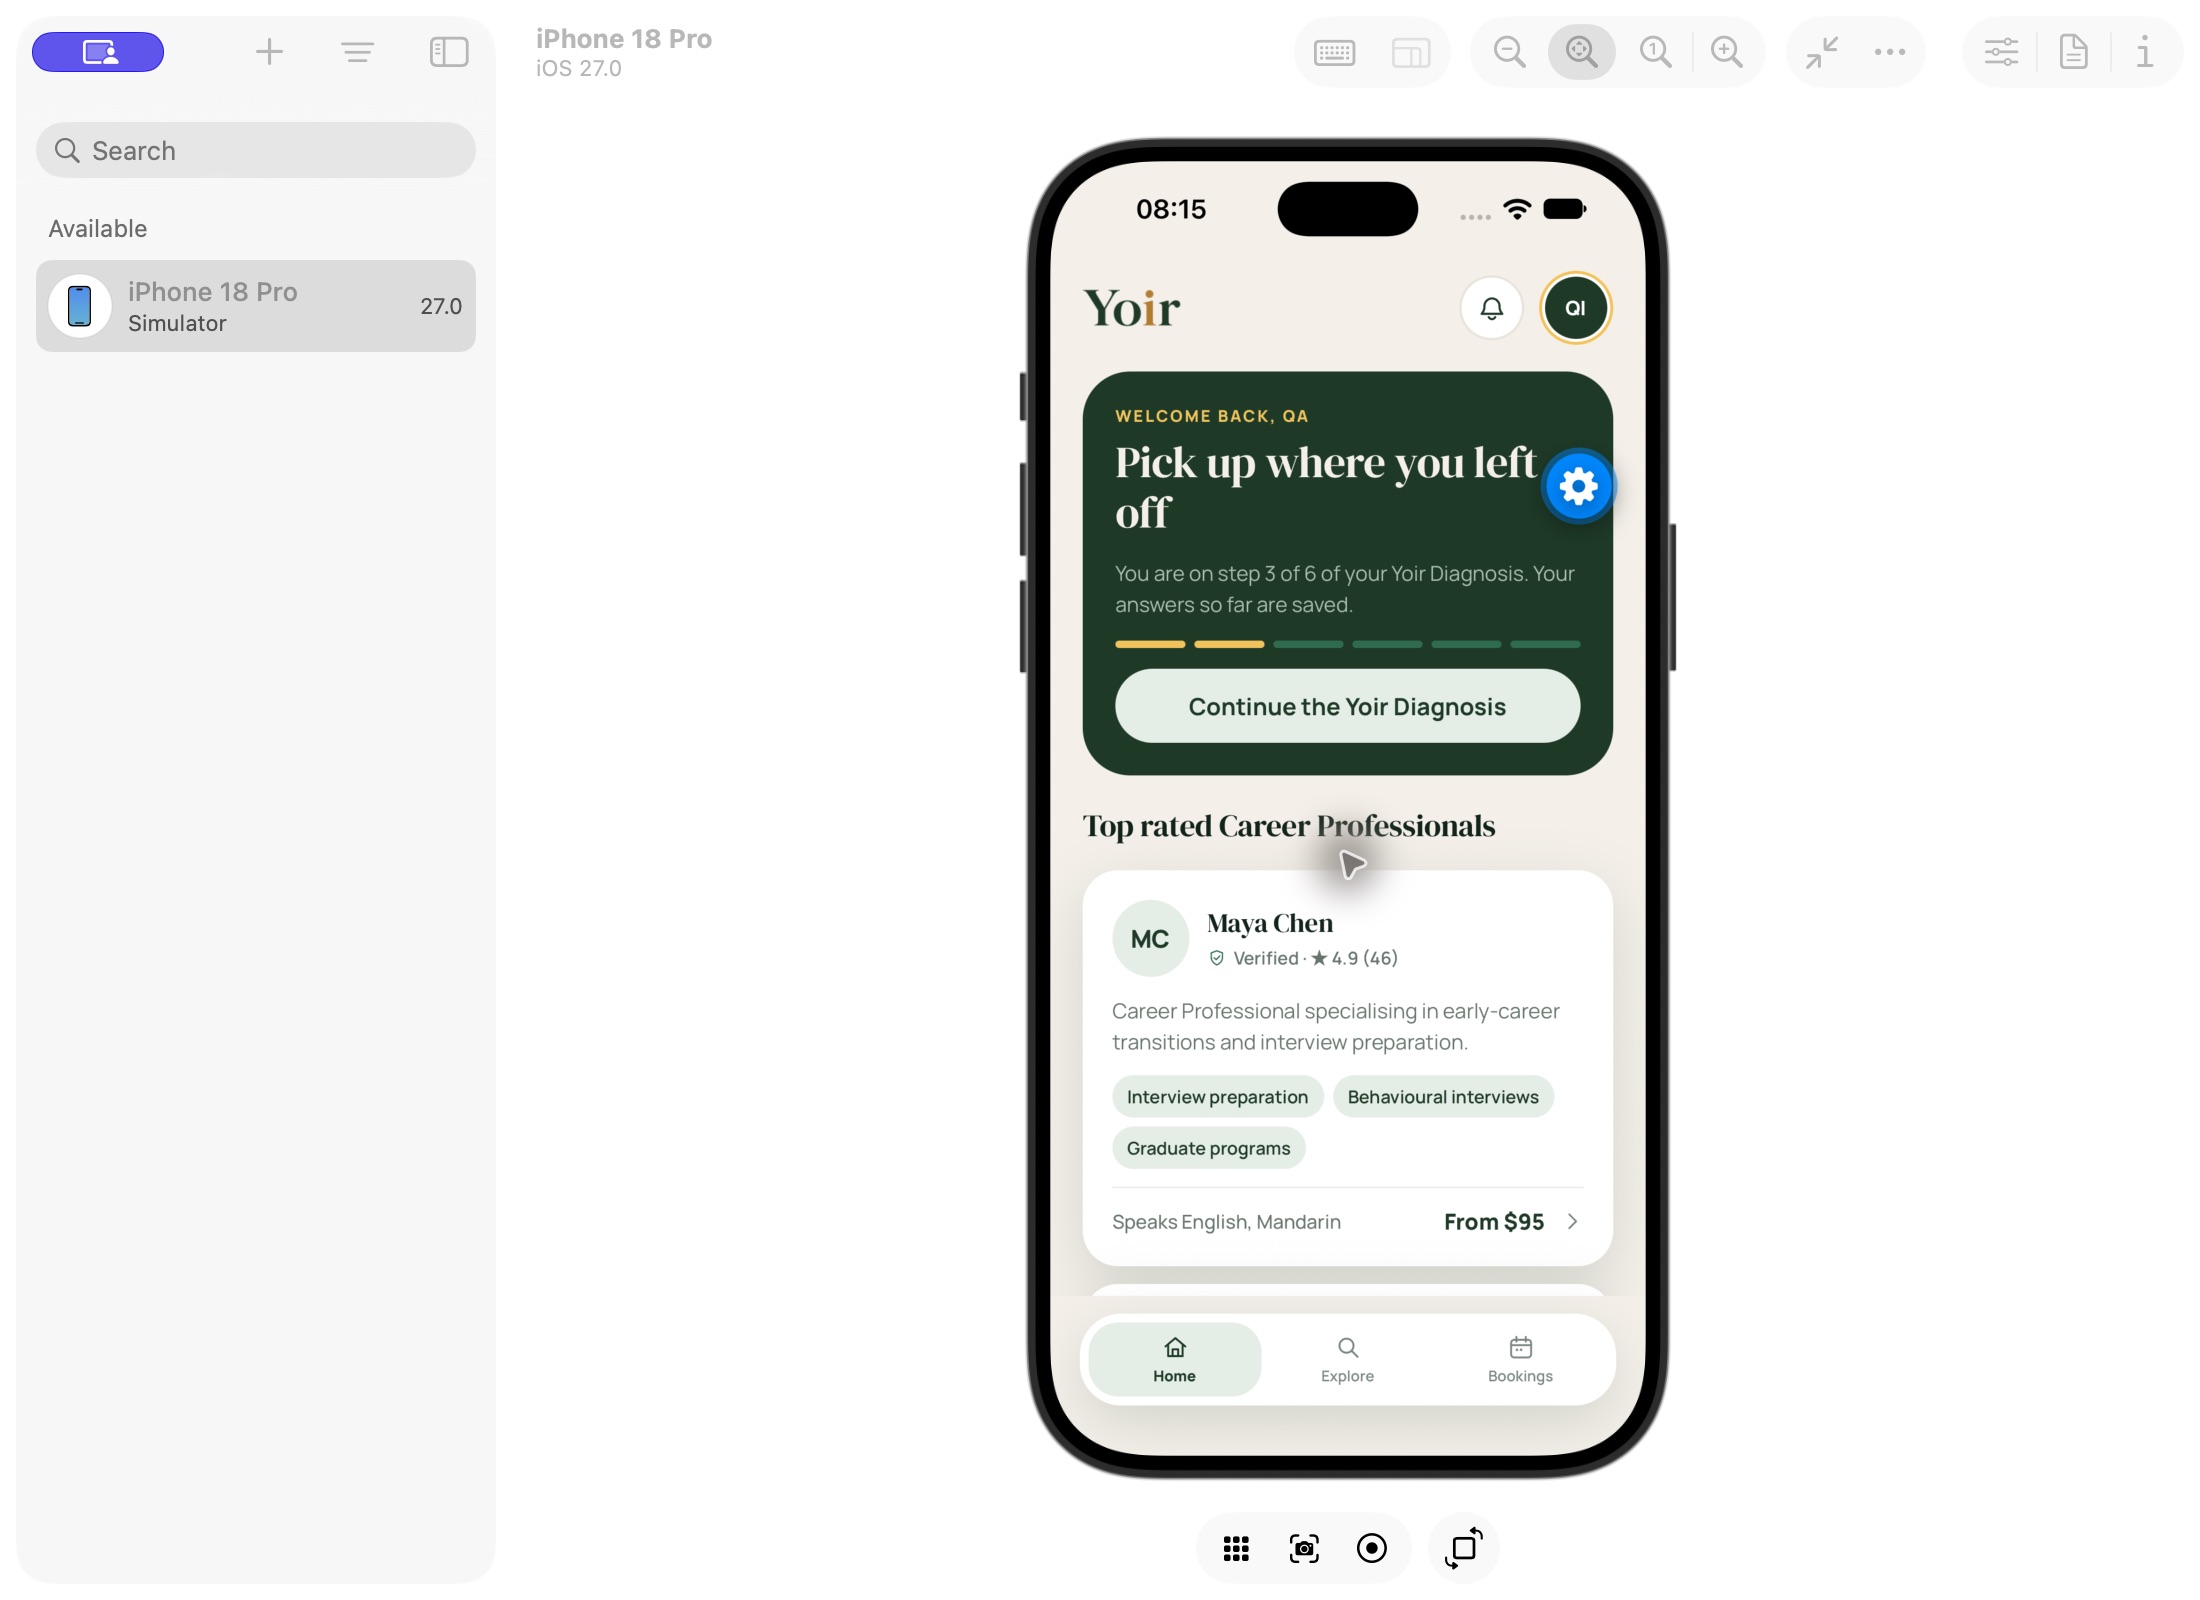 iPhone 18 Pro
iOS 27.0
Search
Available
iPhone 18 Pro
Simulator
27.0
08:15
Yoir
QI
WELCOME BACK, QA
Pick up where you left
off
You are on step 3 of 6 of your Yoir Diagnosis. Your
answers so far are saved.
Continue the Yoir Diagnosis
Top rated Career Professionals
MC
Maya Chen
Verified · ★ 4.9 (46)
Career Professional specialising in early-career
transitions and interview preparation.
Interview preparation
Behavioural interviews
Graduate programs
Speaks English, Mandarin
From $95
Home
Explore
Bookings